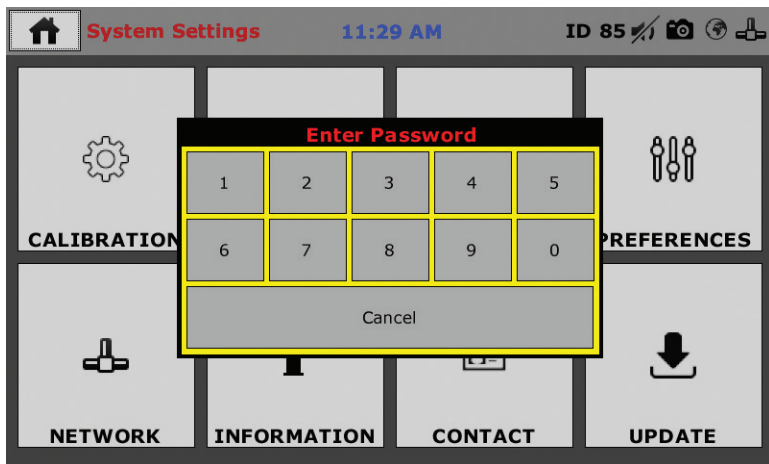 System Settings 11:29 AM ID 85
Enter Password
1 2 3 4 5
CALIBRATION PREFERENCES
6 7 8 9 0
Cancel
NETWORK INFORMATION CONTACT UPDATE